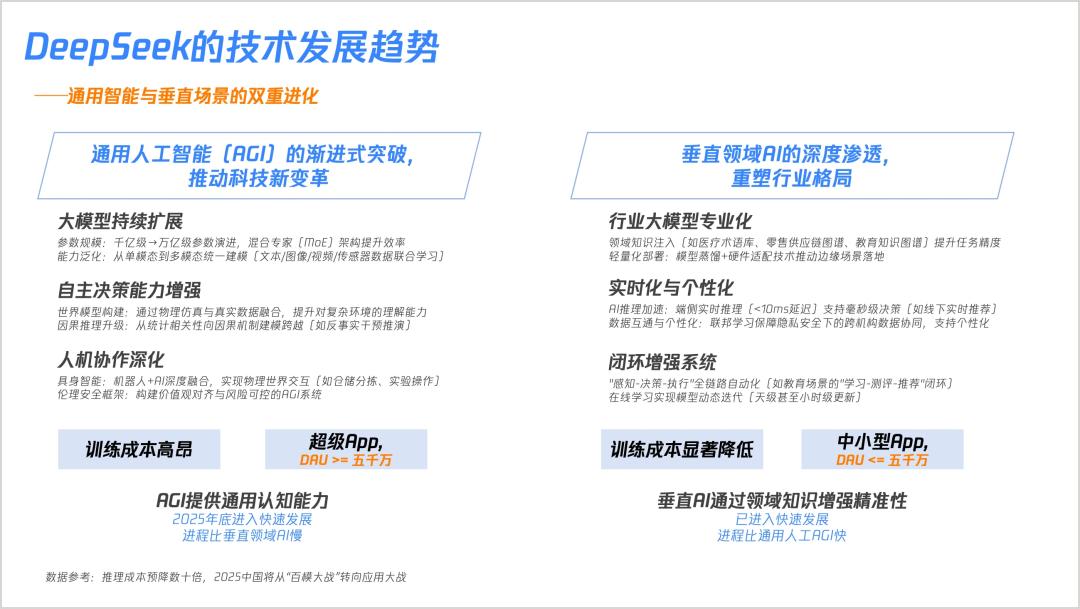 DeepSeek的技术发展趋势
——通用智能与垂直场景的双重进化
通用人工智能（AGI）的渐进式突破，
推动科技新变革
大模型持续扩展
参数规模：千亿级→万亿级参数演进，混合专家（MoE）架构提升效率
能力泛化：从单模态到多模态统一建模（文本/图像/视频/传感器数据联合学习）
自主决策能力增强
世界模型构建：通过物理仿真与真实数据融合，提升对复杂环境的理解能力
因果推理升级：从统计相关性向因果机制建模跨越（如反事实干预推演）
人机协作深化
具身智能：机器人+AI深度融合，实现物理世界交互（如仓储分拣、实验操作）
伦理安全框架：构建价值观对齐与风险可控的AGI系统
训练成本高昂
超级App，
DAU >= 五千万
AGI提供通用认知能力
2025年底进入快速发展
进程比垂直领域AI慢
垂直领域AI的深度渗透，
重塑行业格局
行业大模型专业化
领域知识注入（如医疗术语库、零售供应链图谱、教育知识图谱）提升任务精度
轻量化部署：模型蒸馏+硬件适配技术推动边缘场景落地
实时化与个性化
AI推理加速：端侧实时推理（<10ms延迟）支持毫秒级决策（如线下实时推荐）
数据互通与个性化：联邦学习保障隐私安全下的跨机构数据协同，支持个性化
闭环增强系统
"感知-决策-执行"全链路自动化（如教育场景的"学习-测评-推荐"闭环）
在线学习实现模型动态迭代（天级甚至小时级更新）
训练成本显著降低
中小型App，
DAU <= 五千万
垂直AI通过领域知识增强精准性
已进入快速发展
进程比通用人工AGI快
数据参考：推理成本预降数十倍，2025中国将从“百模大战”转向应用大战